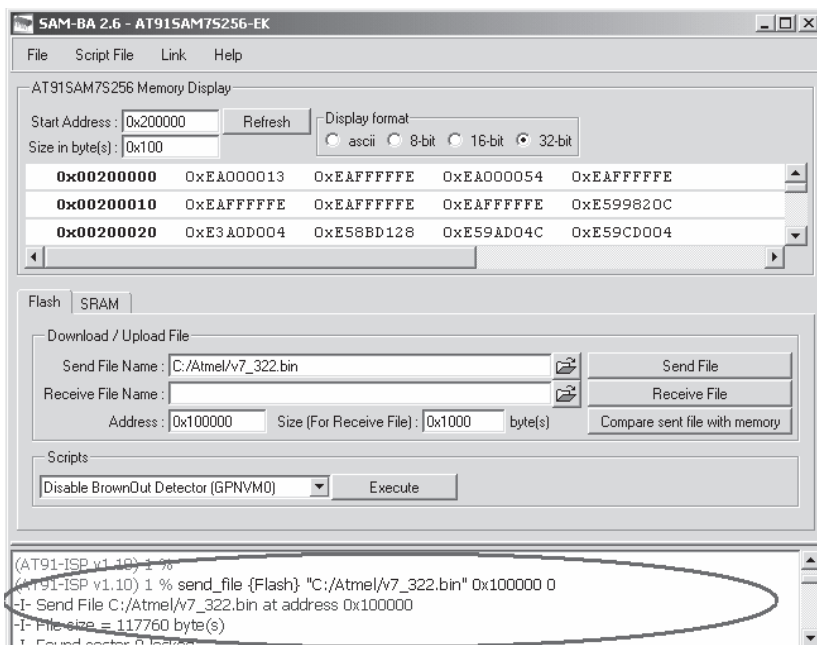 SAM-BA 2.6 - AT91SAM7S256-EK
File Script File Link Help
AT91SAM7S256 Memory Display
Start Address : 0x200000 Refresh
Size in byte(s) : 0x100
Display format
ascii 8-bit 16-bit 32-bit
0x00200000 0xEA000013 0xEAFFFFFE 0xEA000054 0xEAFFFFFE
0x00200010 0xEAFFFFFE 0xEAFFFFFE 0xEAFFFFFE 0xE599820C
0x00200020 0xE3A0D004 0xE58BD128 0xE59AD04C 0xE59CD004
Flash SRAM
Download / Upload File
Send File Name : C:/Atmel/v7_322.bin Send File
Receive File Name : Receive File
Address : 0x100000 Size (For Receive File) : 0x1000 byte(s) Compare sent file with memory
Scripts
Disable BrownOut Detector (GPNVM0) Execute
(AT91-ISP v1.10) 1 %
(AT91-ISP v1.10) 1 % send_file {Flash} "C:/Atmel/v7_322.bin" 0x100000 0
-I- Send File C:/Atmel/v7_322.bin at address 0x100000
-I- File size = 117760 byte(s)
-I- Found sector 0 locked